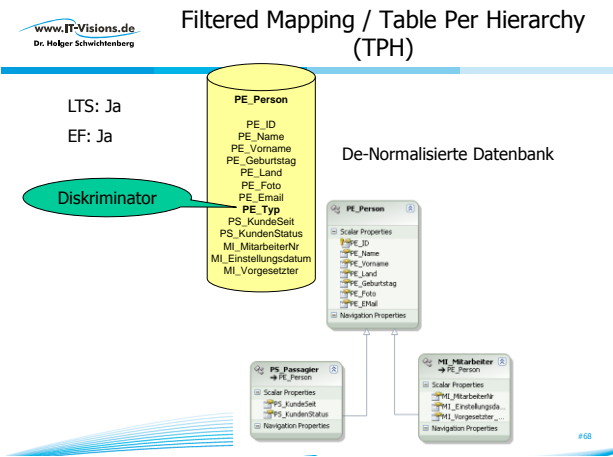 www.IT-Visions.de
Dr. Holger Schwichtenberg
Filtered Mapping / Table Per Hierarchy
(TPH)
LTS: Ja
EF: Ja
PE_Person
PE_ID
PE_Name
PE_Vorname
PE_Geburtstag
PE_Land
PE_Foto
PE_Email
PE_Typ
PS_KundeSeit
PS_KundenStatus
MI_MitarbeiterNr
MI_Einstellungsdatum
MI_Vorgesetzter
Diskriminator
De-Normalisierte Datenbank
PE_Person
Scalar Properties
PE_ID
PE_Name
PE_Vorname
PE_Land
PE_Geburtstag
PE_Foto
PE_EMail
Navigation Properties
PS_Passagier
→ PE_Person
Scalar Properties
PS_KundeSeit
PS_KundenStatus
Navigation Properties
MI_Mitarbeiter
→ PE_Person
Scalar Properties
MI_MitarbeiterNr
MI_Einstellungsda...
MI_Vorgesetzter_...
Navigation Properties
#68